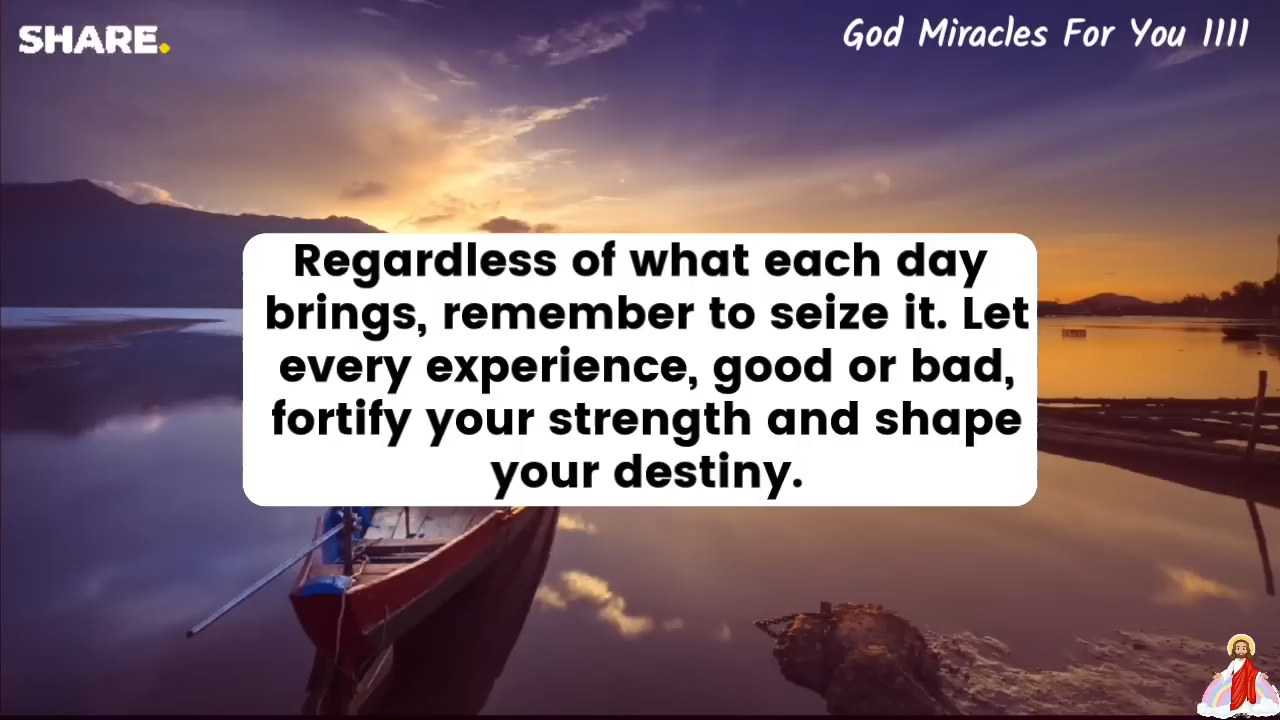 SHARE.
God Miracles For You 1111
Regardless of what each day
brings, remember to seize it. Let
every experience, good or bad,
fortify your strength and shape
your destiny.